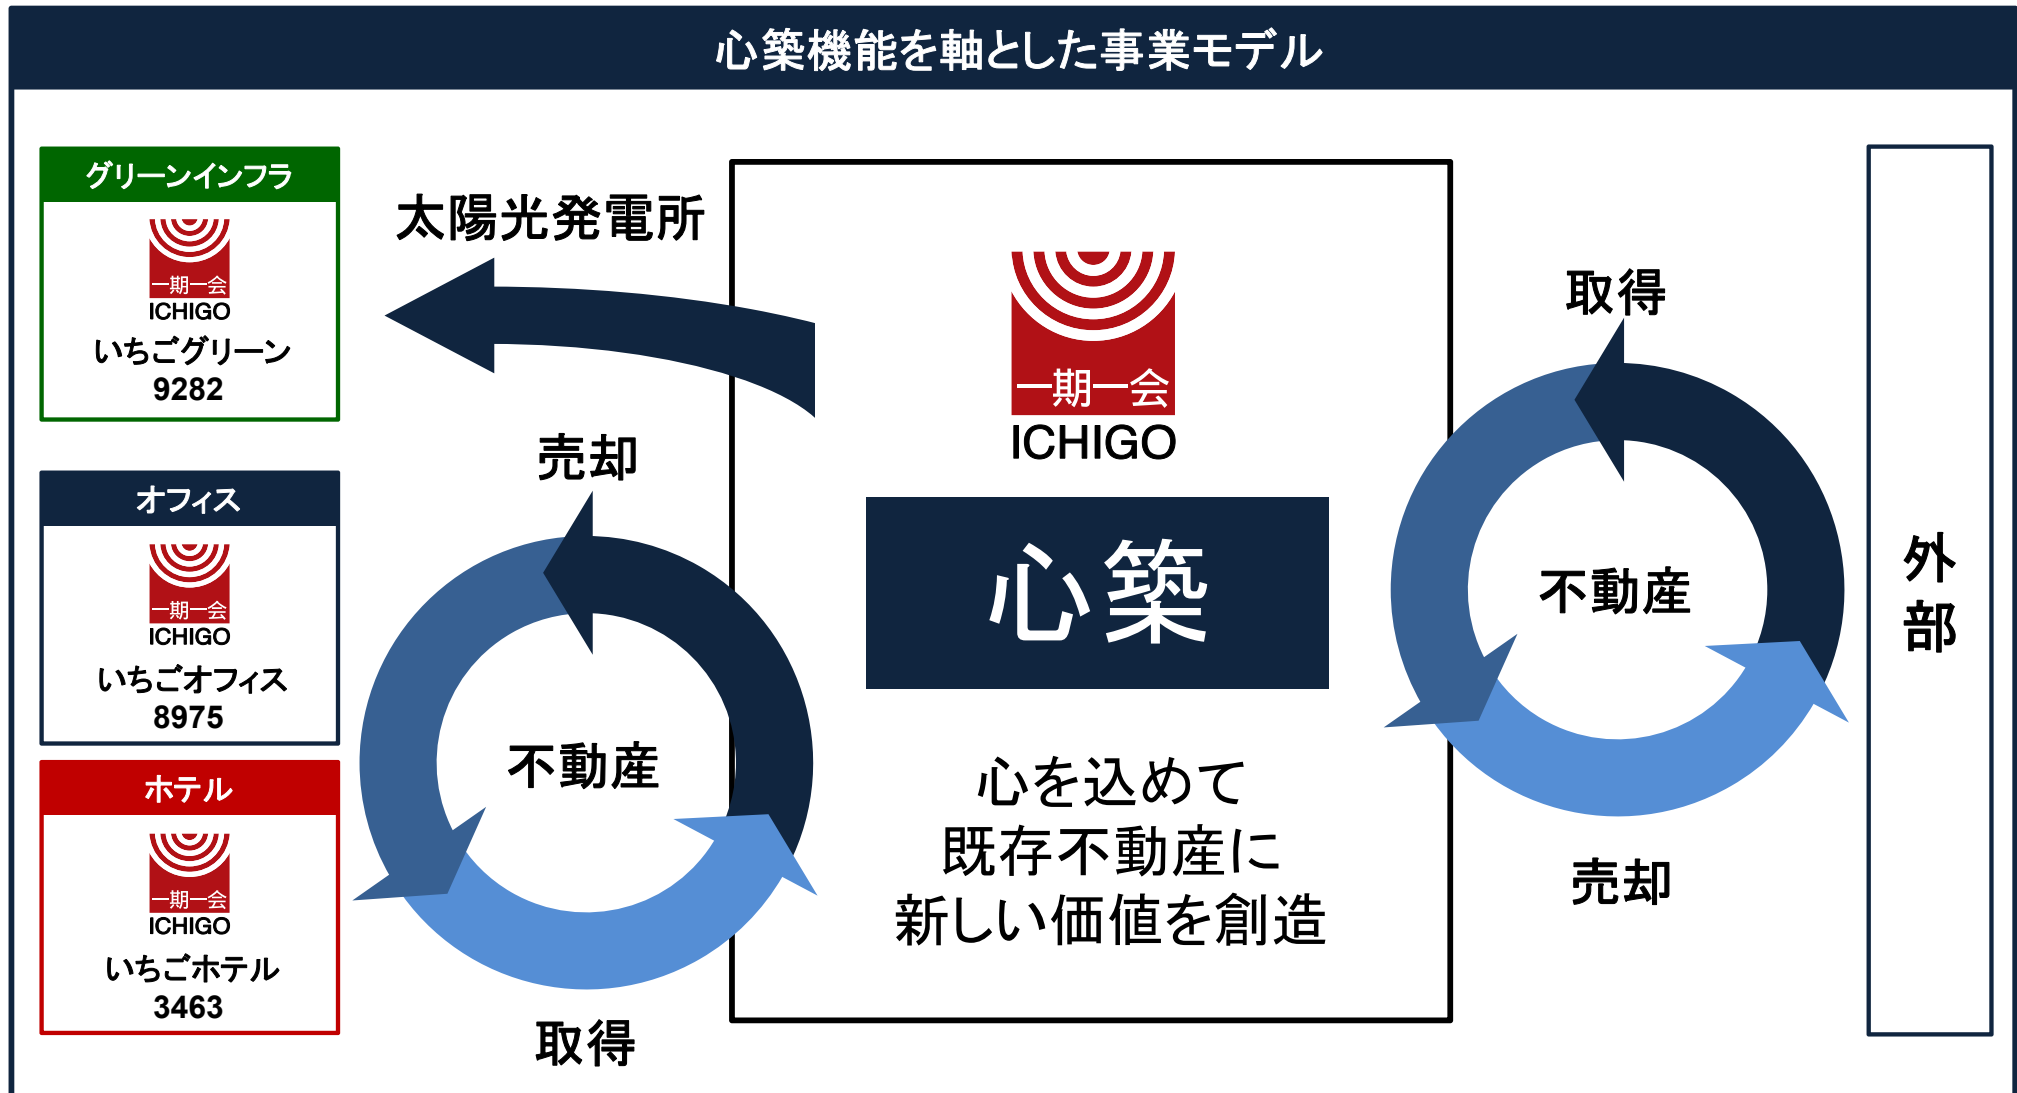 心築機能を軸とした事業モデル
グリーンインフラ
一期一会
ICHIGO
いちごグリーン
9282
オフィス
一期一会
ICHIGO
いちごオフィス
8975
ホテル
一期一会
ICHIGO
いちごホテル
3463
太陽光発電所
売却
不動産
取得
一期一会
ICHIGO
心築
心を込めて
既存不動産に
新しい価値を創造
取得
不動産
売却
外部